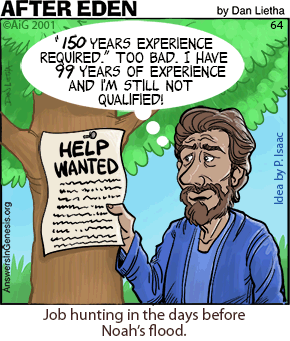 AFTER EDEN
by Dan Lietha
©AiG 2001
64
"150 YEARS EXPERIENCE
REQUIRED." TOO BAD. I HAVE
99 YEARS OF EXPERIENCE
AND I'M STILL NOT
QUALIFIED!
HELP
WANTED
Idea by P. Isaac
AnswersInGenesis.org
Job hunting in the days before
Noah's flood.